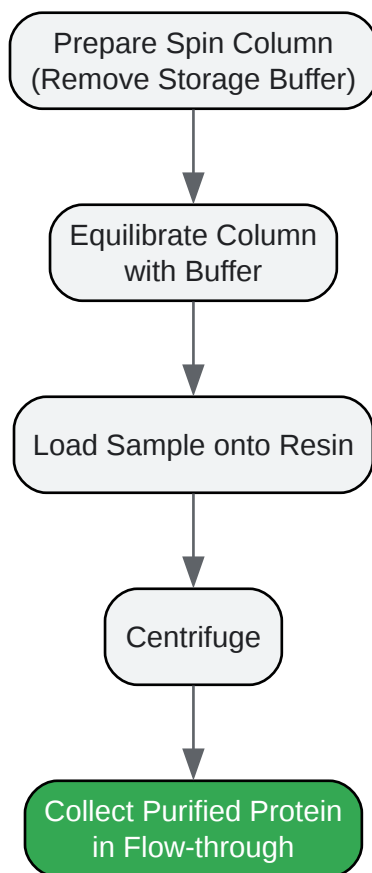 Prepare Spin Column
(Remove Storage Buffer)
Equilibrate Column
with Buffer
Load Sample onto Resin
Centrifuge
Collect Purified Protein
in Flow-through